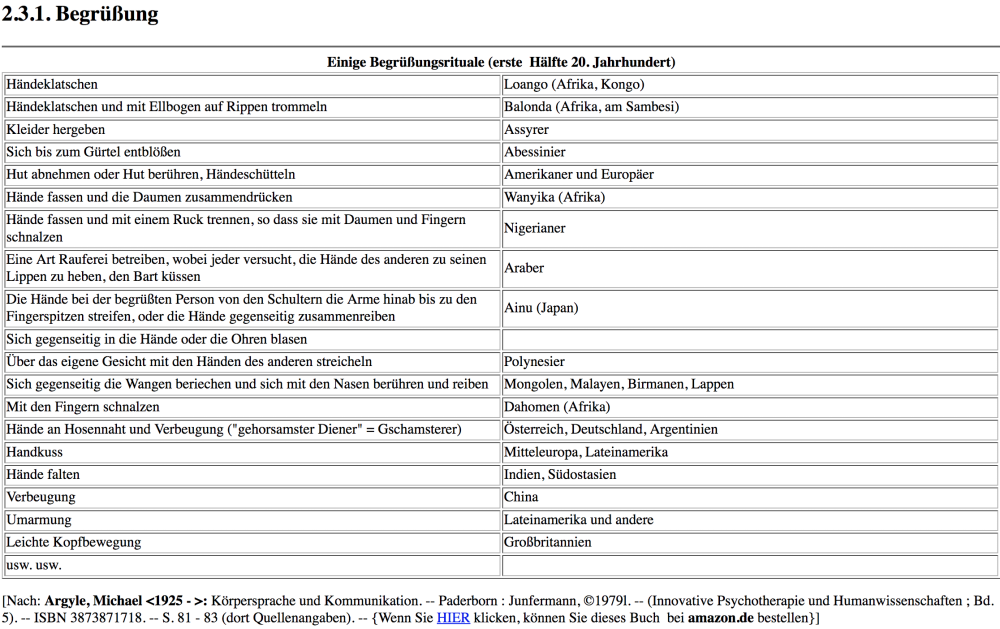 2.3.1. Begrüßung
Einige Begrüßungsrituale (erste Hälfte 20. Jahrhundert)
Händeklatschen Loango (Afrika, Kongo)
Händeklatschen und mit Ellbogen auf Rippen trommeln Balonda (Afrika, am Sambesi)
Kleider hergeben Assyrer
Sich bis zum Gürtel entblößen Abessinier
Hut abnehmen oder Hut berühren, Händeschütteln Amerikaner und Europäer
Hände fassen und die Daumen zusammendrücken Wanyika (Afrika)
Hände fassen und mit einem Ruck trennen, so dass sie mit Daumen und Fingern
schnalzen
Nigerianer
Eine Art Rauferei betreiben, wobei jeder versucht, die Hände des anderen zu seinen
Lippen zu heben, den Bart küssen
Araber
Die Hände bei der begrüßten Person von den Schultern die Arme hinab bis zu den
Fingerspitzen streifen, oder die Hände gegenseitig zusammenreiben
Ainu (Japan)
Sich gegenseitig in die Hände oder die Ohren blasen
Über das eigene Gesicht mit den Händen des anderen streicheln Polynesier
Sich gegenseitig die Wangen beriechen und sich mit den Nasen berühren und reiben Mongolen, Malayen, Birmanen, Lappen
Mit den Fingern schnalzen Dahomen (Afrika)
Hände an Hosennaht und Verbeugung ("gehorsamster Diener" = Gschamsterer) Österreich, Deutschland, Argentinien
Handkuss Mitteleuropa, Lateinamerika
Hände falten Indien, Südostasien
Verbeugung China
Umarmung Lateinamerika und andere
Leichte Kopfbewegung Großbritannien
usw. usw.
[Nach: Argyle, Michael <1925 - >: Körpersprache und Kommunikation. -- Paderborn : Junfermann, ©1979l. -- (Innovative Psychotherapie und Humanwissenschaften ; Bd.
5). -- ISBN 3873871718. -- S. 81 - 83 (dort Quellenangaben). -- {Wenn Sie HIER klicken, können Sie dieses Buch bei amazon.de bestellen}]